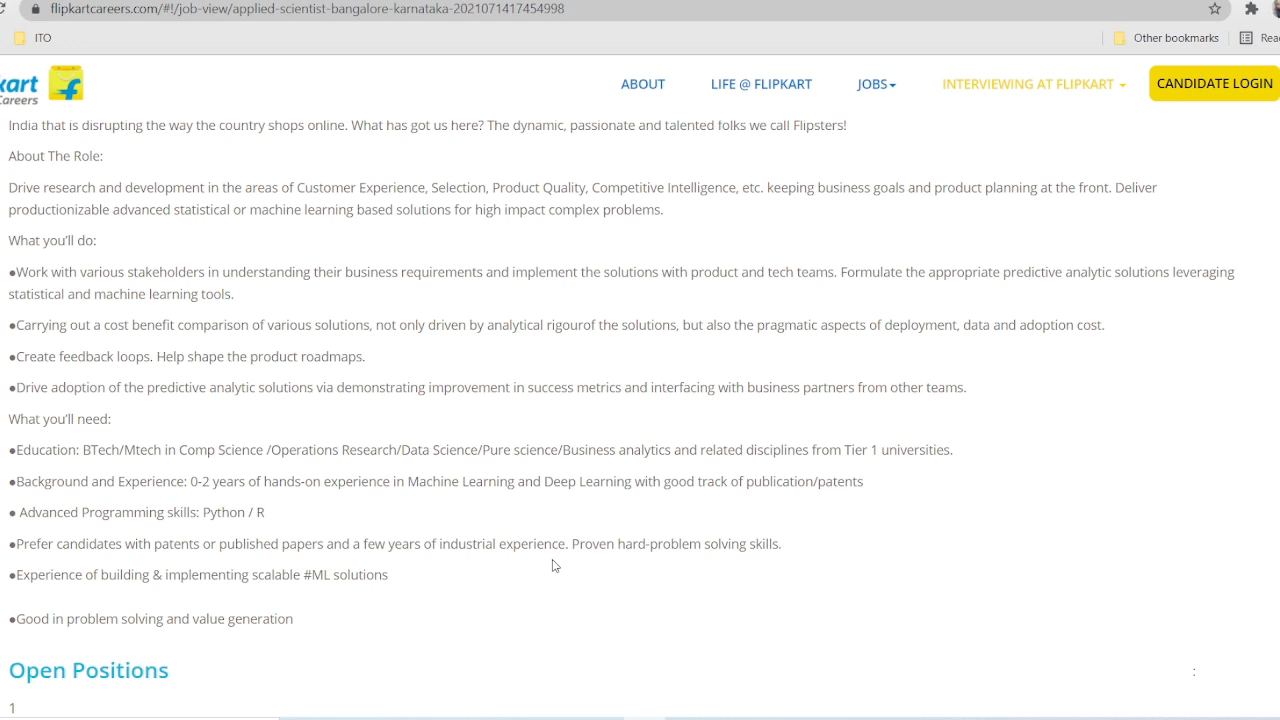 flipkartcareers.com/#!/job-view/applied-scientist-bangalore-karnataka-2021071417454998
ITO
Other bookmarks
Rea
kart
Careers
ABOUT
LIFE @ FLIPKART
JOBS
INTERVIEWING AT FLIPKART
CANDIDATE LOGIN
India that is disrupting the way the country shops online. What has got us here? The dynamic, passionate and talented folks we call Flipsters!
About The Role:
Drive research and development in the areas of Customer Experience, Selection, Product Quality, Competitive Intelligence, etc. keeping business goals and product planning at the front. Deliver
productionizable advanced statistical or machine learning based solutions for high impact complex problems.
What you'll do:
●Work with various stakeholders in understanding their business requirements and implement the solutions with product and tech teams. Formulate the appropriate predictive analytic solutions leveraging
statistical and machine learning tools.
●Carrying out a cost benefit comparison of various solutions, not only driven by analytical rigourof the solutions, but also the pragmatic aspects of deployment, data and adoption cost.
●Create feedback loops. Help shape the product roadmaps.
●Drive adoption of the predictive analytic solutions via demonstrating improvement in success metrics and interfacing with business partners from other teams.
What you'll need:
●Education: BTech/Mtech in Comp Science /Operations Research/Data Science/Pure science/Business analytics and related disciplines from Tier 1 universities.
●Background and Experience: 0-2 years of hands-on experience in Machine Learning and Deep Learning with good track of publication/patents
● Advanced Programming skills: Python / R
●Prefer candidates with patents or published papers and a few years of industrial experience. Proven hard-problem solving skills.
●Experience of building & implementing scalable #ML solutions
●Good in problem solving and value generation
Open Positions
:
1